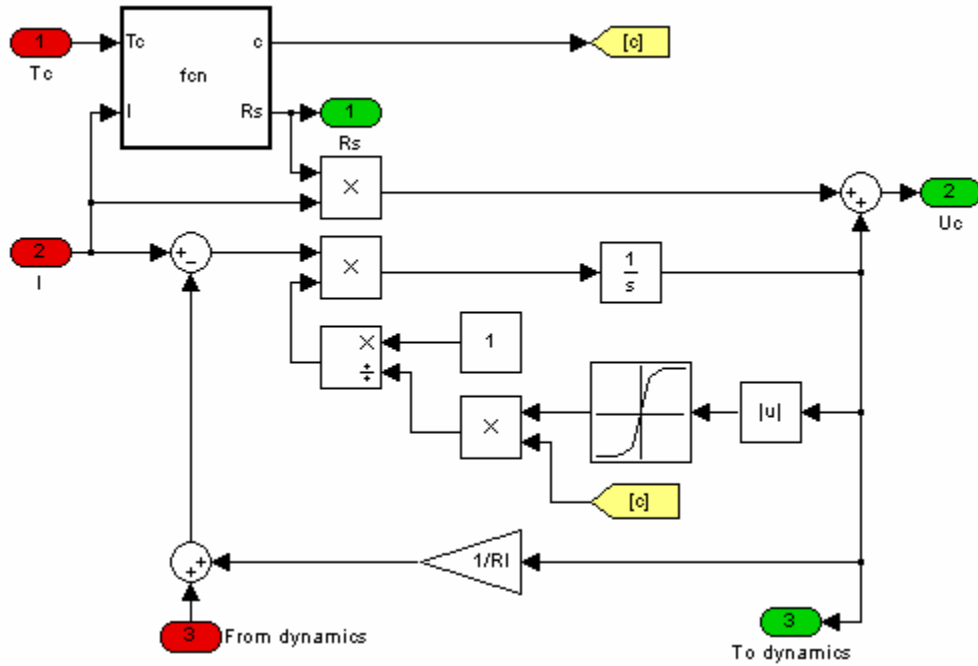 1
Tc
Tc
c
fcn
I
Rs
[c]
1
Rs
×
+
+
2
Uc
2
I
+
−
×
1
s
×
÷
1
×
|u|
[c]
+
+
1/Rl
3
From dynamics
3
To dynamics